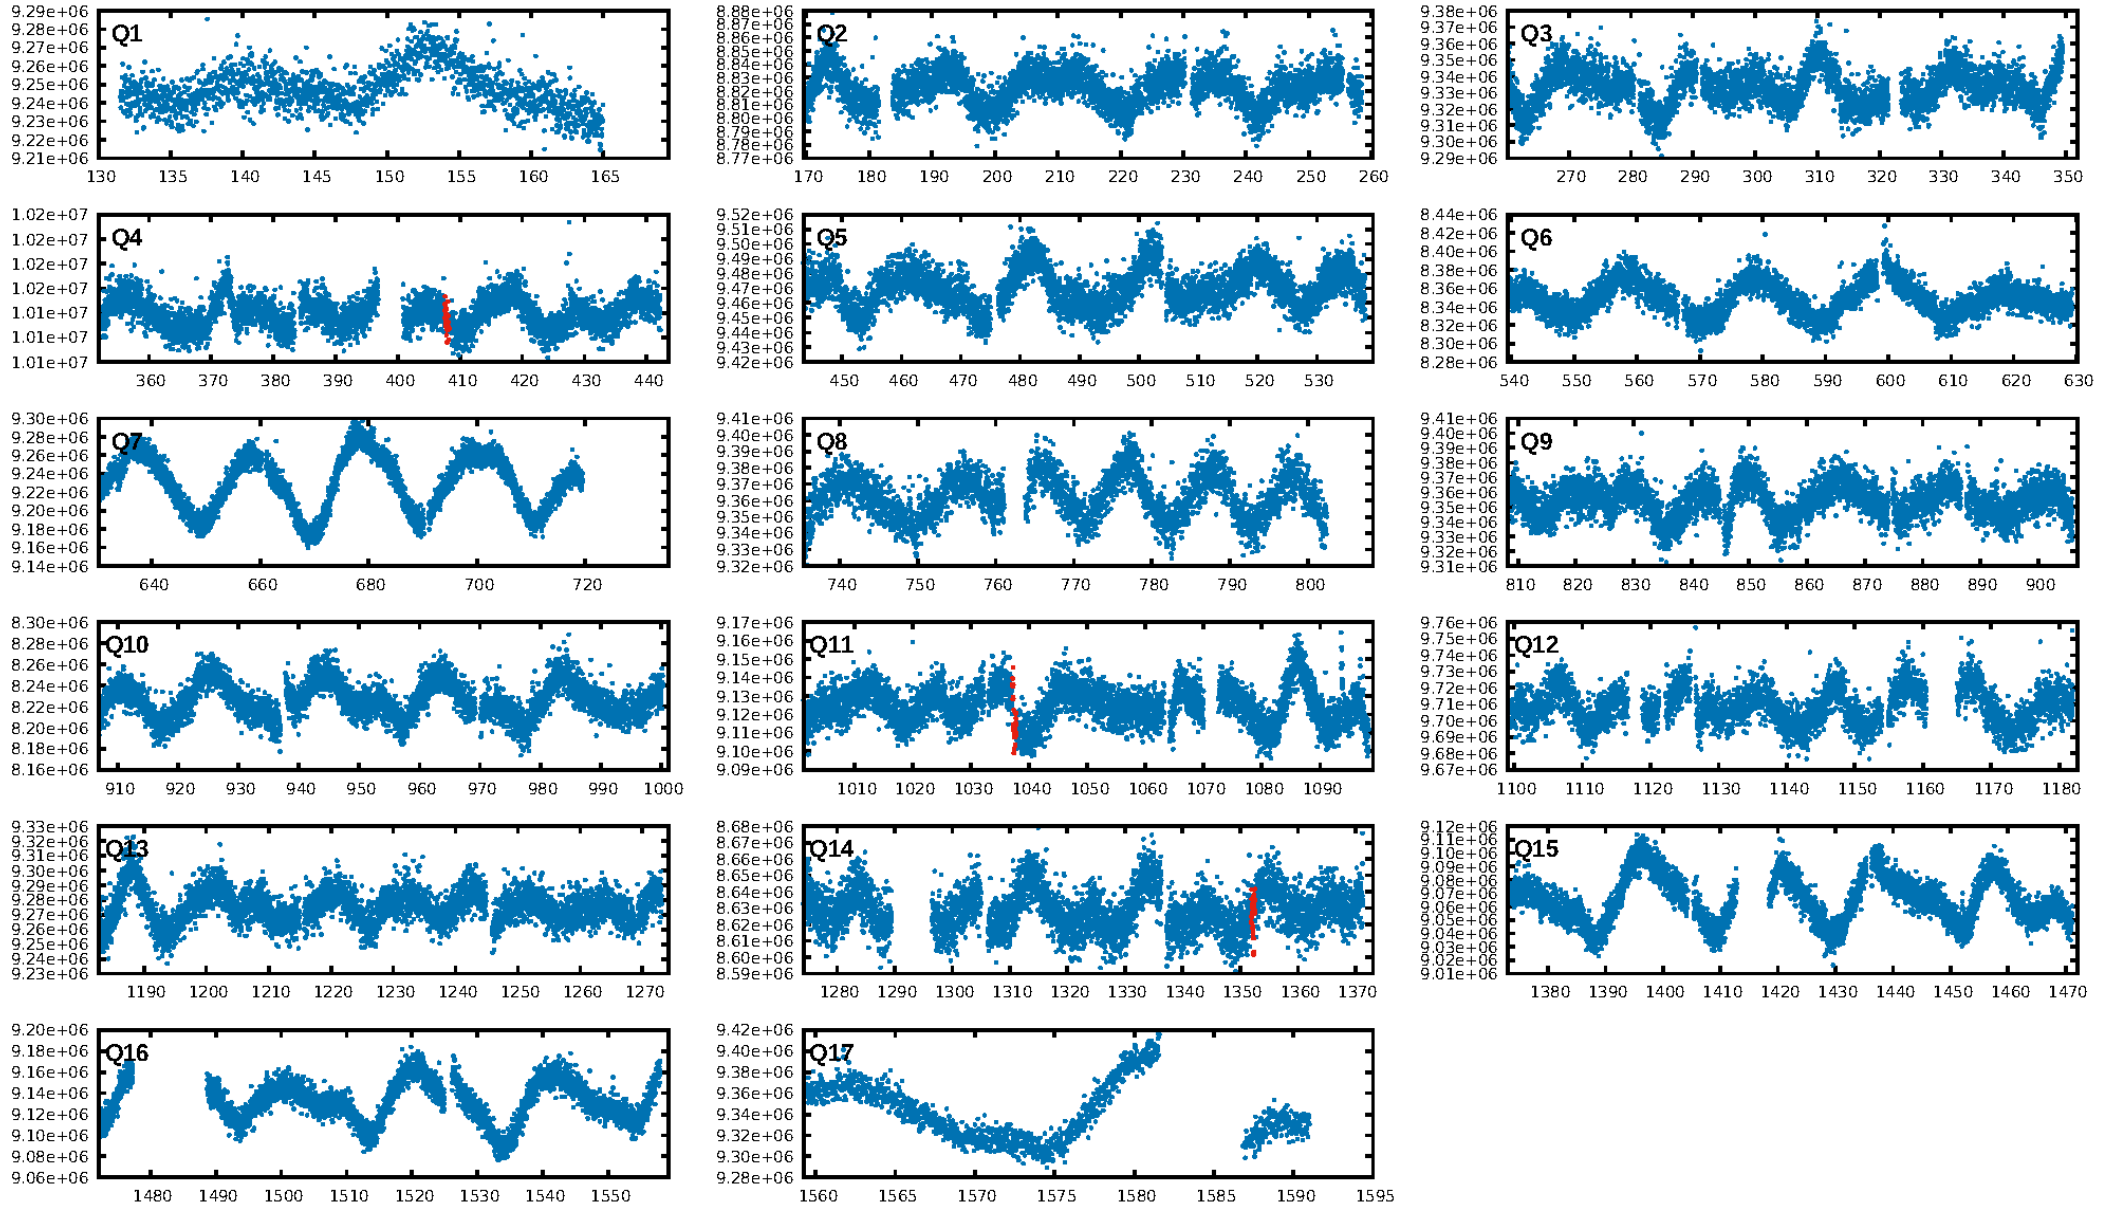 9.29e+06
9.28e+06
9.27e+06
9.26e+06
9.25e+06
9.24e+06
9.23e+06
9.22e+06
9.21e+06
Q1
130 135 140 145 150 155 160 165
8.88e+06
8.87e+06
8.86e+06
8.85e+06
8.84e+06
8.83e+06
8.82e+06
8.81e+06
8.80e+06
8.79e+06
8.78e+06
8.77e+06
Q2
170 180 190 200 210 220 230 240 250 260
9.38e+06
9.37e+06
9.36e+06
9.35e+06
9.34e+06
9.33e+06
9.32e+06
9.31e+06
9.30e+06
9.29e+06
Q3
270 280 290 300 310 320 330 340 350
1.02e+07
1.02e+07
1.02e+07
1.02e+07
1.01e+07
1.01e+07
1.01e+07
Q4
360 370 380 390 400 410 420 430 440
9.52e+06
9.51e+06
9.50e+06
9.49e+06
9.48e+06
9.47e+06
9.46e+06
9.45e+06
9.44e+06
9.43e+06
9.42e+06
Q5
450 460 470 480 490 500 510 520 530
8.44e+06
8.42e+06
8.40e+06
8.38e+06
8.36e+06
8.34e+06
8.32e+06
8.30e+06
8.28e+06
Q6
540 550 560 570 580 590 600 610 620 630
9.30e+06
9.28e+06
9.26e+06
9.24e+06
9.22e+06
9.20e+06
9.18e+06
9.16e+06
9.14e+06
Q7
640 660 680 700 720
9.41e+06
9.40e+06
9.39e+06
9.38e+06
9.37e+06
9.36e+06
9.35e+06
9.34e+06
9.33e+06
9.32e+06
Q8
740 750 760 770 780 790 800
9.41e+06
9.40e+06
9.39e+06
9.38e+06
9.37e+06
9.36e+06
9.35e+06
9.34e+06
9.33e+06
9.32e+06
9.31e+06
Q9
810 820 830 840 850 860 870 880 890 900
8.30e+06
8.28e+06
8.26e+06
8.24e+06
8.22e+06
8.20e+06
8.18e+06
8.16e+06
Q10
910 920 930 940 950 960 970 980 990 1000
9.17e+06
9.16e+06
9.15e+06
9.14e+06
9.13e+06
9.12e+06
9.11e+06
9.10e+06
9.09e+06
Q11
1010 1020 1030 1040 1050 1060 1070 1080 1090
9.76e+06
9.75e+06
9.74e+06
9.73e+06
9.72e+06
9.71e+06
9.70e+06
9.69e+06
9.68e+06
9.67e+06
Q12
1100 1110 1120 1130 1140 1150 1160 1170 1180
9.33e+06
9.32e+06
9.31e+06
9.30e+06
9.29e+06
9.28e+06
9.27e+06
9.26e+06
9.25e+06
9.24e+06
9.23e+06
Q13
1190 1200 1210 1220 1230 1240 1250 1260 1270
8.68e+06
8.67e+06
8.66e+06
8.65e+06
8.64e+06
8.63e+06
8.62e+06
8.61e+06
8.60e+06
8.59e+06
Q14
1280 1290 1300 1310 1320 1330 1340 1350 1360 1370
9.12e+06
9.11e+06
9.10e+06
9.09e+06
9.08e+06
9.07e+06
9.06e+06
9.05e+06
9.04e+06
9.03e+06
9.02e+06
9.01e+06
Q15
1380 1390 1400 1410 1420 1430 1440 1450 1460 1470
9.20e+06
9.18e+06
9.16e+06
9.14e+06
9.12e+06
9.10e+06
9.08e+06
9.06e+06
Q16
1480 1490 1500 1510 1520 1530 1540 1550
9.42e+06
9.40e+06
9.38e+06
9.36e+06
9.34e+06
9.32e+06
9.30e+06
9.28e+06
Q17
1560 1565 1570 1575 1580 1585 1590 1595